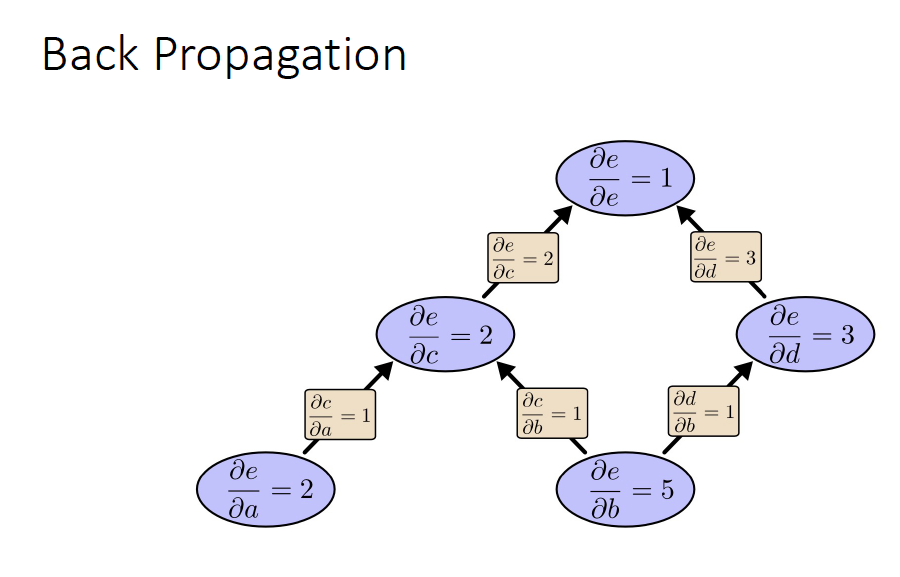 Back Propagation
∂e/∂e = 1
∂e/∂c = 2
∂e/∂d = 3
∂e/∂c = 2
∂e/∂d = 3
∂c/∂a = 1
∂c/∂b = 1
∂d/∂b = 1
∂e/∂a = 2
∂e/∂b = 5